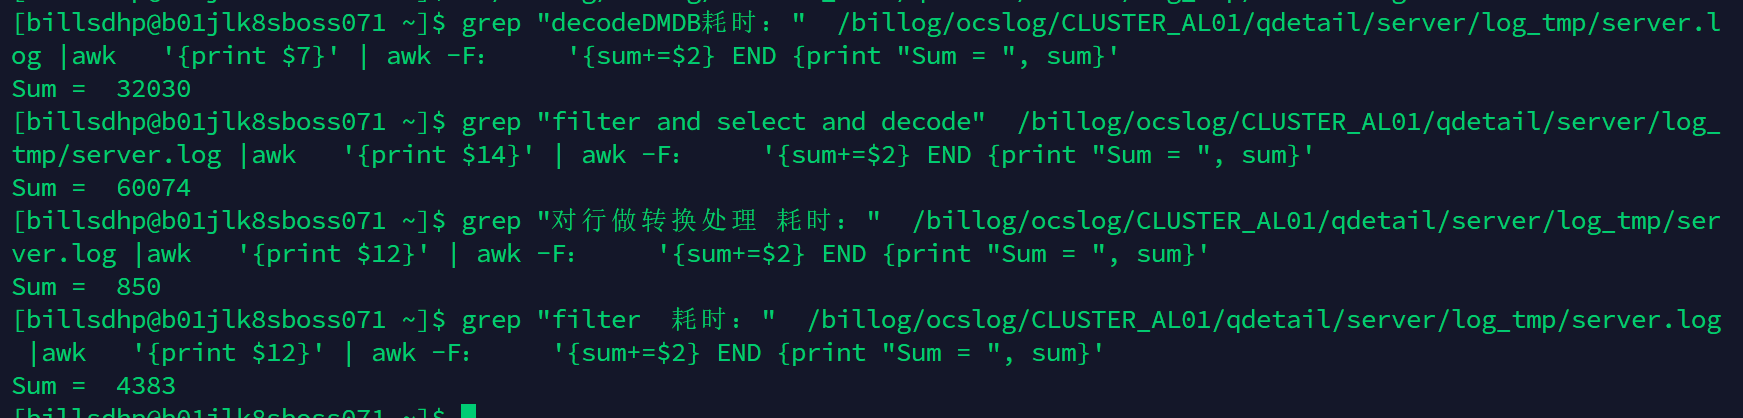 [billsdhp@b01jlk8sboss071 ~]$ grep "decodeDMDB耗时：" /billog/ocslog/CLUSTER_AL01/qdetail/server/log_tmp/server.l
og |awk   '{print $7}' | awk -F：     '{sum+=$2} END {print "Sum = ", sum}'
Sum =  32030
[billsdhp@b01jlk8sboss071 ~]$ grep "filter and select and decode"  /billog/ocslog/CLUSTER_AL01/qdetail/server/log_
tmp/server.log |awk   '{print $14}' | awk -F：     '{sum+=$2} END {print "Sum = ", sum}'
Sum =  60074
[billsdhp@b01jlk8sboss071 ~]$ grep "对行做转换处理 耗时："  /billog/ocslog/CLUSTER_AL01/qdetail/server/log_tmp/ser
ver.log |awk   '{print $12}' | awk -F：     '{sum+=$2} END {print "Sum = ", sum}'
Sum =  850
[billsdhp@b01jlk8sboss071 ~]$ grep "filter  耗时："  /billog/ocslog/CLUSTER_AL01/qdetail/server/log_tmp/server.log
 |awk   '{print $12}' | awk -F：     '{sum+=$2} END {print "Sum = ", sum}'
Sum =  4383
[billsdhp@b01jlk8sboss071 ~]$